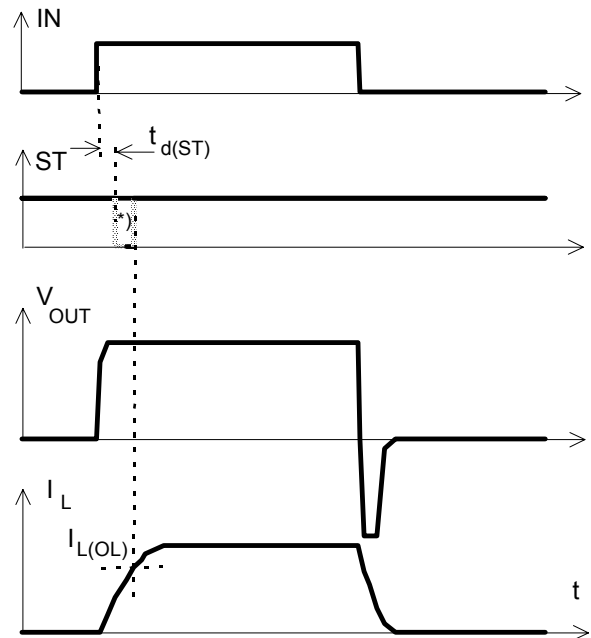 IN
t d(ST)
ST
*)
V OUT
I L
I L(OL)
t